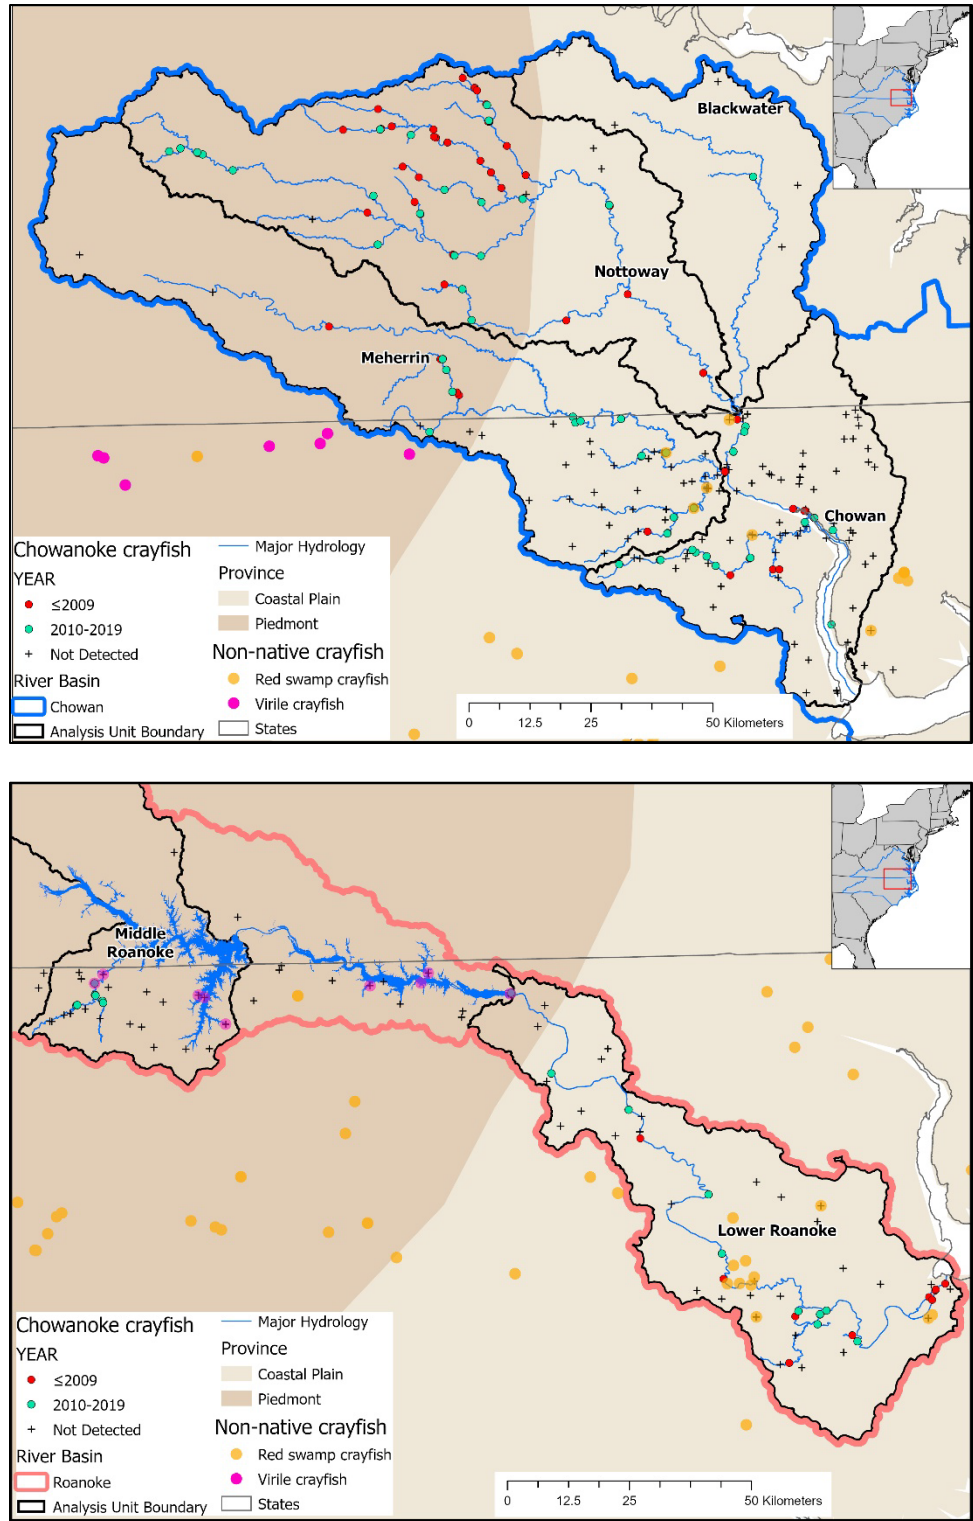 Blackwater
Nottoway
Meherrin
Chowan
Chowanoke crayfish
YEAR
≤2009
2010-2019
Not Detected
River Basin
Chowan
Analysis Unit Boundary
Major Hydrology
Province
Coastal Plain
Piedmont
Non-native crayfish
Red swamp crayfish
Virile crayfish
States
0 12.5 25 50 Kilometers
Middle
Roanoke
Lower Roanoke
Chowanoke crayfish
YEAR
≤2009
2010-2019
Not Detected
River Basin
Roanoke
Analysis Unit Boundary
Major Hydrology
Province
Coastal Plain
Piedmont
Non-native crayfish
Red swamp crayfish
Virile crayfish
States
0 12.5 25 50 Kilometers